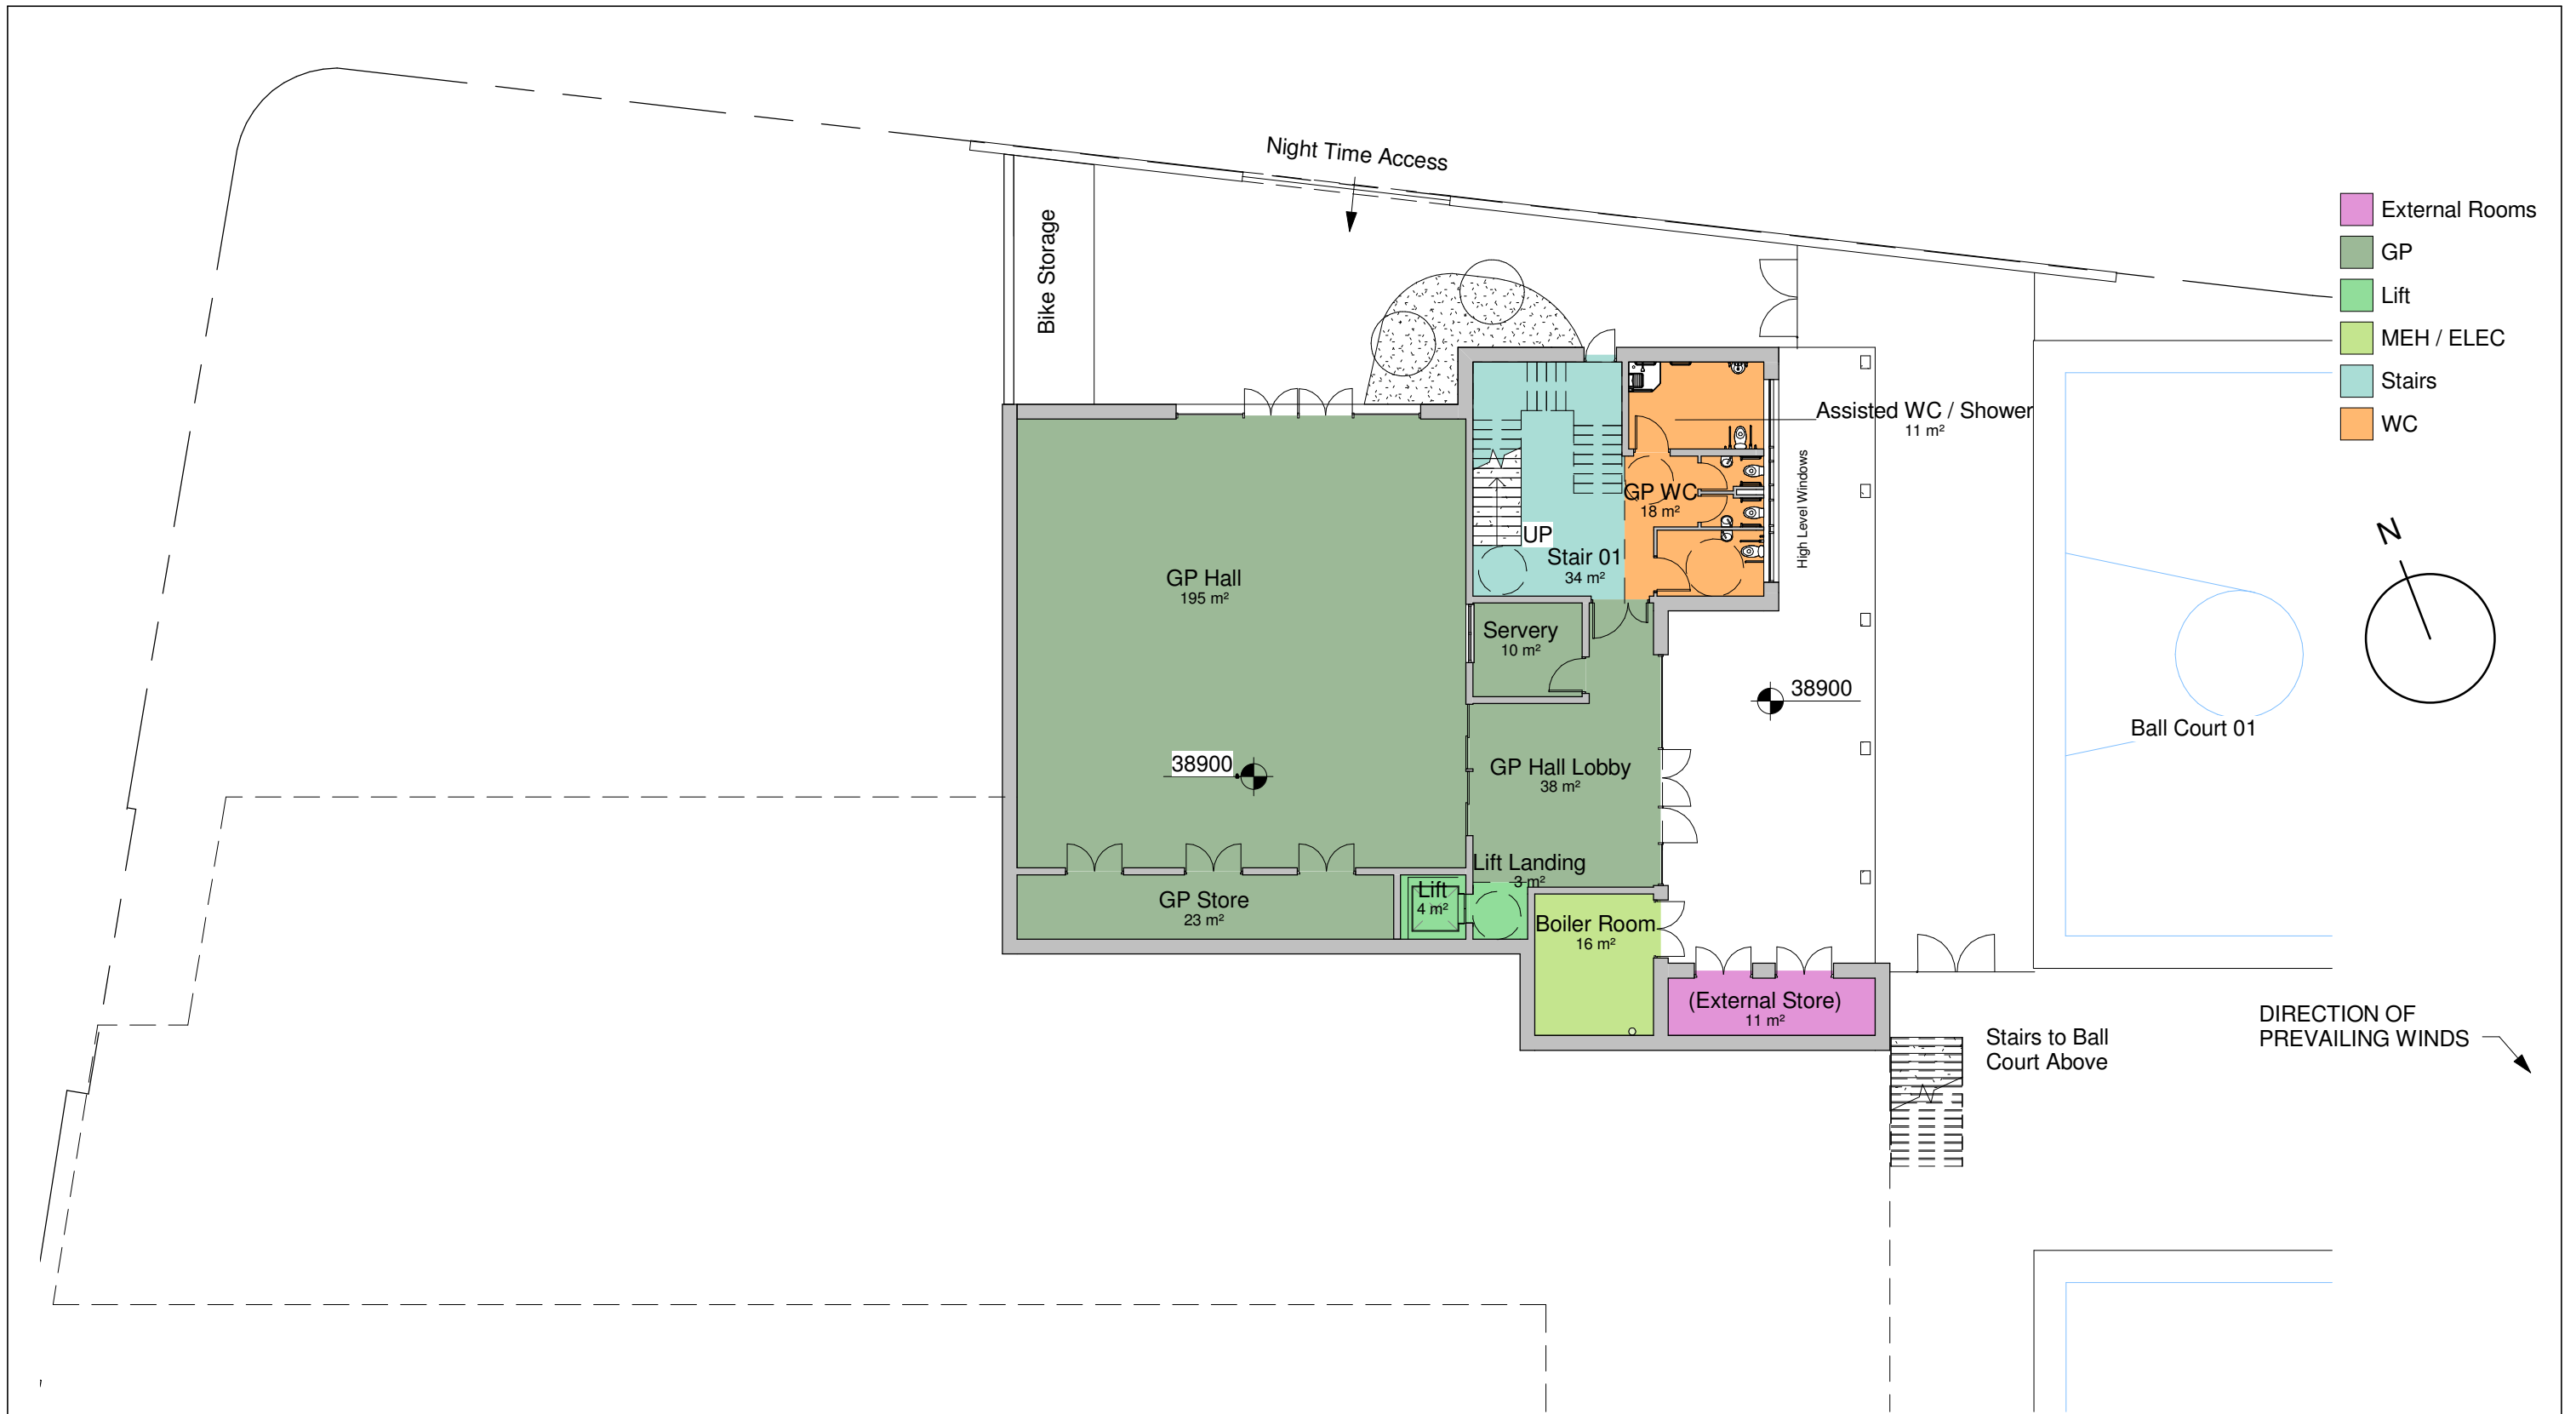 Night Time Access
Bike Storage
External Rooms
GP
Lift
MEH / ELEC
Stairs
WC
Assisted WC / Shower
11 m²
High Level Windows
GP WC
18 m²
UP
Stair 01
34 m²
GP Hall
195 m²
Servery
10 m²
N
38900
Ball Court 01
38900
GP Hall Lobby
38 m²
Lift Landing
3 m²
Lift
4 m²
GP Store
23 m²
Boiler Room
16 m²
(External Store)
11 m²
Stairs to Ball
Court Above
DIRECTION OF
PREVAILING WINDS